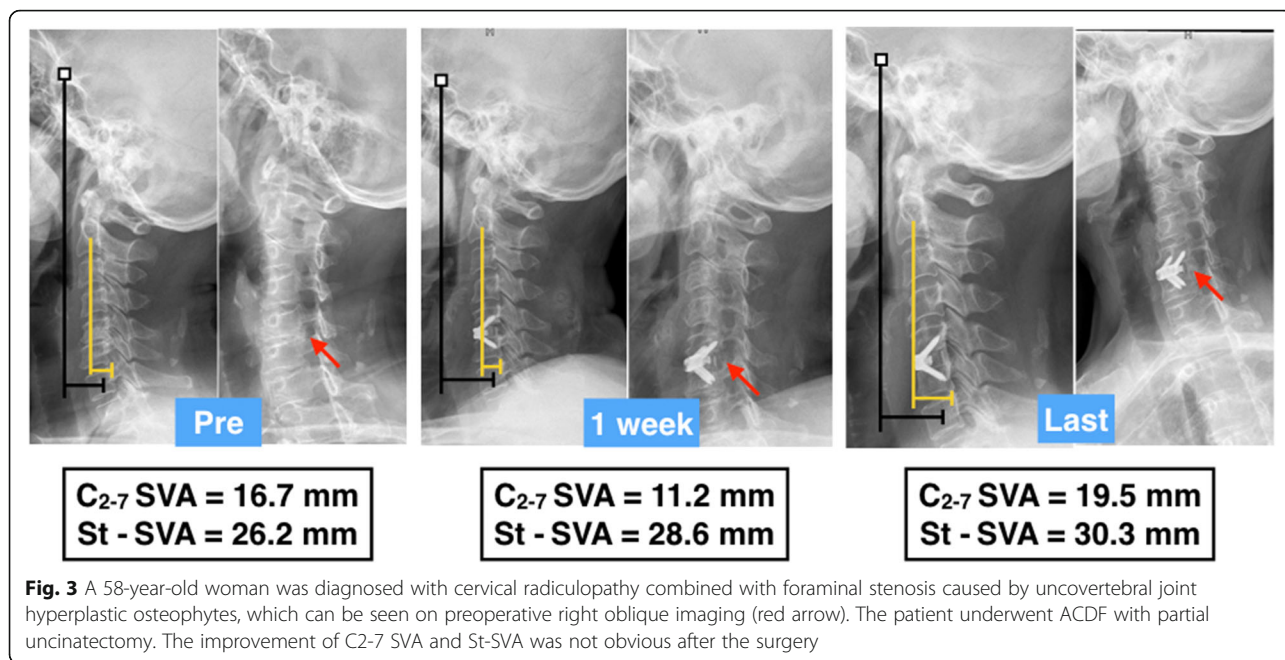 Pre
1 week
Last
C₂₋₇ SVA = 16.7 mm
St - SVA = 26.2 mm
C₂₋₇ SVA = 11.2 mm
St - SVA = 28.6 mm
C₂₋₇ SVA = 19.5 mm
St - SVA = 30.3 mm
Fig. 3 A 58-year-old woman was diagnosed with cervical radiculopathy combined with foraminal stenosis caused by uncovertebral joint
hyperplastic osteophytes, which can be seen on preoperative right oblique imaging (red arrow). The patient underwent ACDF with partial
uncinatectomy. The improvement of C2-7 SVA and St-SVA was not obvious after the surgery